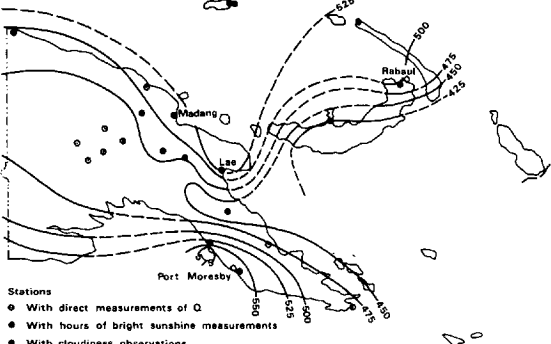 525
500
Rabaul
475
450
425
Madang
Lae
Port Moresby
550
525
500
475
450
Stations
With direct measurements of Q
With hours of bright sunshine measurements
With cloudiness observations